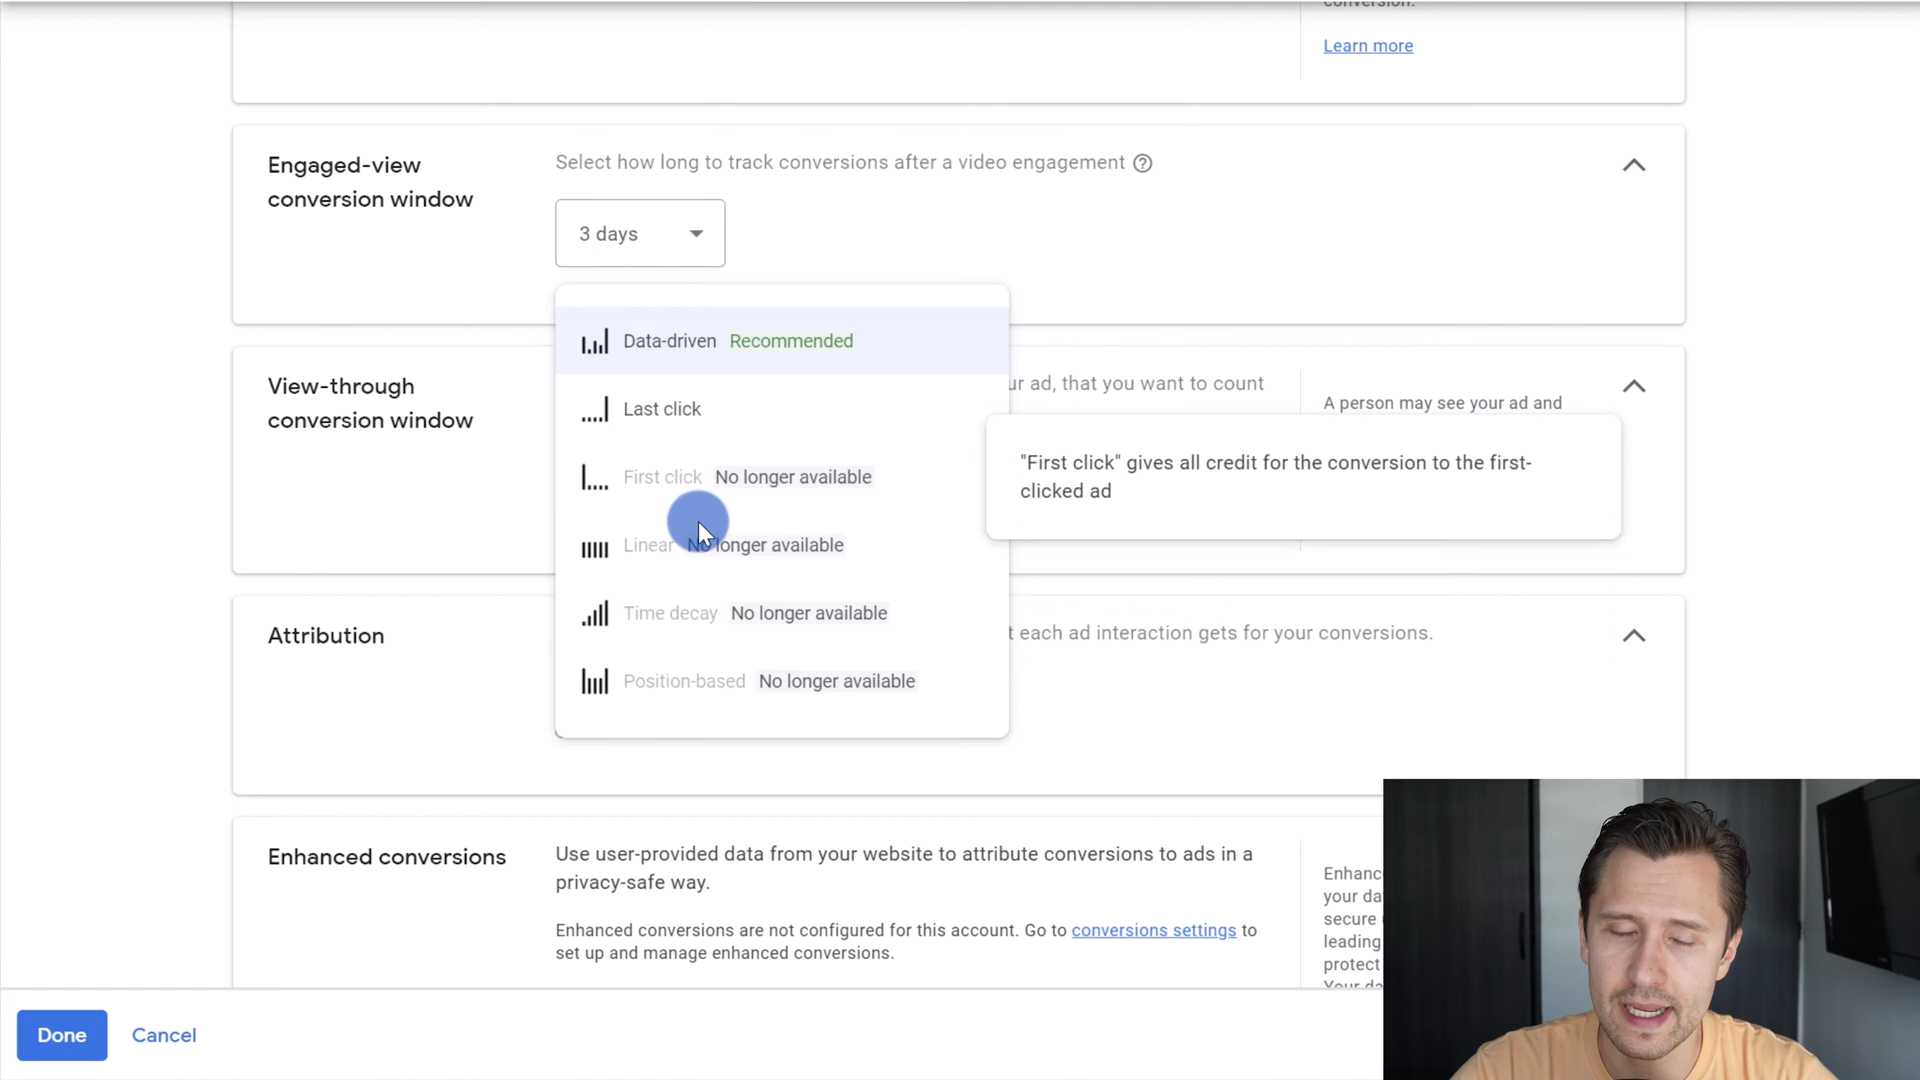 conversion.
Learn more
Engaged-view
conversion window
Select how long to track conversions after a video engagement
3 days
Data-driven Recommended
Last click
First click No longer available
Linear No longer available
Time decay No longer available
Position-based No longer available
View-through
conversion window
ur ad, that you want to count
A person may see your ad and
"First click" gives all credit for the conversion to the first-
clicked ad
Attribution
t each ad interaction gets for your conversions.
Enhanced conversions
Use user-provided data from your website to attribute conversions to ads in a
privacy-safe way.
Enhanced conversions are not configured for this account. Go to conversions settings to
set up and manage enhanced conversions.
Enhanc
your da
secure
leading
protect
Your da
Done
Cancel